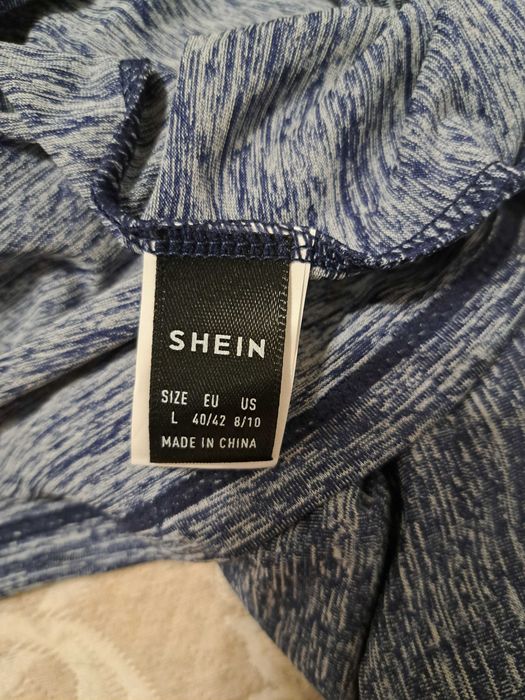 SHEIN
SIZE EU US
L 40/42 8/10
MADE IN CHINA